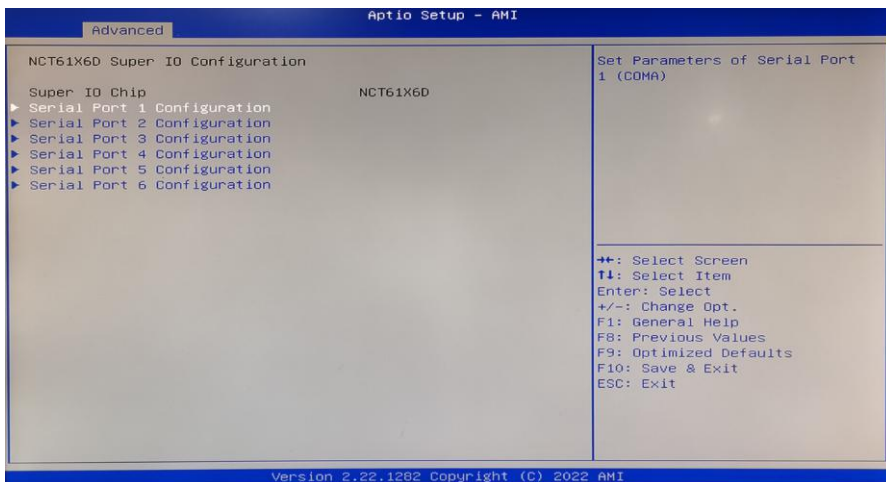 Aptio Setup - AMI
Advanced
NCT61X6D Super IO Configuration
Super IO Chip NCT61X6D
► Serial Port 1 Configuration
► Serial Port 2 Configuration
► Serial Port 3 Configuration
► Serial Port 4 Configuration
► Serial Port 5 Configuration
► Serial Port 6 Configuration
Set Parameters of Serial Port
1 (COMA)
→←: Select Screen
↑↓: Select Item
Enter: Select
+/-: Change Opt.
F1: General Help
F8: Previous Values
F9: Optimized Defaults
F10: Save & Exit
ESC: Exit
Version 2.22.1282 Copyright (C) 2022 AMI